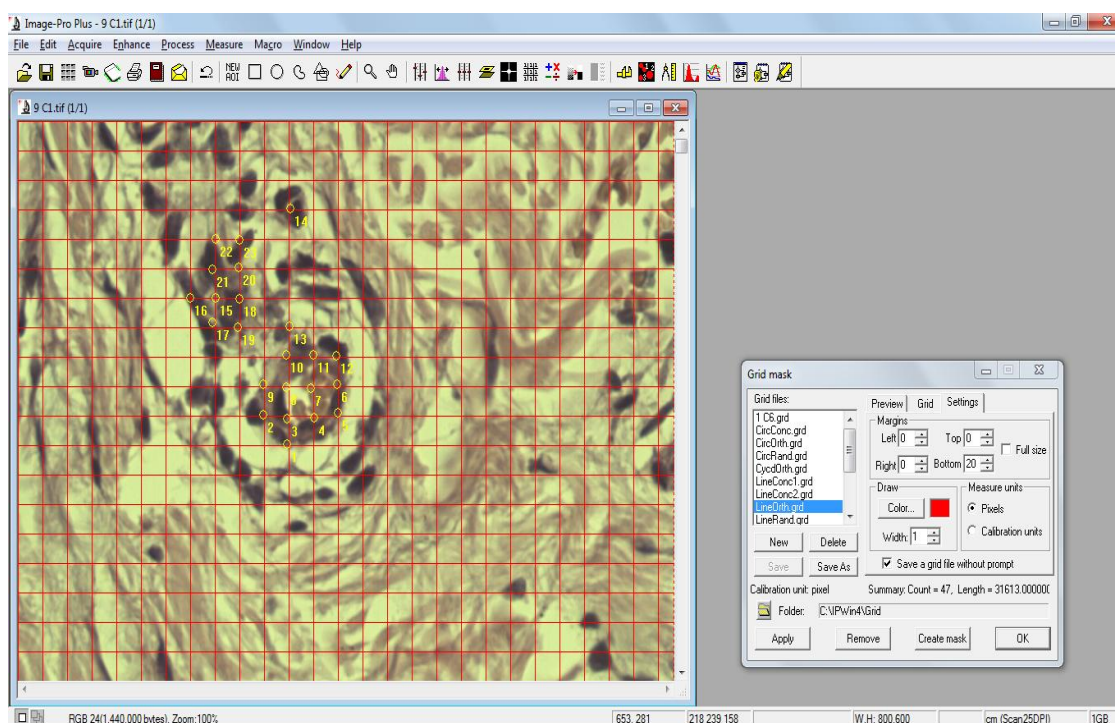 Image-Pro Plus - 9 C1.tif (1/1)
File Edit Acquire Enhance Process Measure Macro Window Help
NEW AOI
9 C1.tif (1/1)
14
22 23
21 20
16 15 18
17 19
13
10 11 12
9 8 7 6
2 3 4 5
1
Grid mask
Grid files:
1 C6.grd
CircConc.grd
CircOrth.grd
CircRand.grd
CycdOrth.grd
LineConc1.grd
LineConc2.grd
LineOrth.grd
LineRand.grd
New Delete
Save Save As
Preview Grid Settings
Margins
Left 0 Top 0 Full size
Right 0 Bottom 20
Draw Measure units
Color... Pixels
Width: 1 Calibration units
Save a grid file without prompt
Calibration unit: pixel Summary: Count = 47, Length = 31613.000000
Folder: C:\IPWin4\Grid
Apply Remove Create mask OK
RGB 24(1.440.000 bytes), Zoom:100% 653, 281 218 239 158 W.H: 800.600 cm (Scan25DPI) 1GB